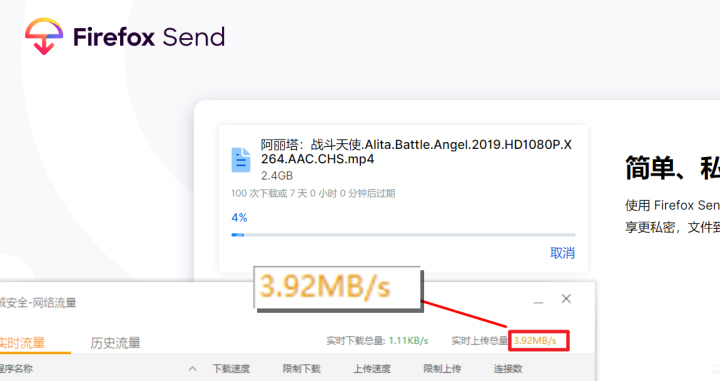 Firefox Send
阿丽塔：战斗天使.Alita.Battle.Angel.2019.HD1080P.X
264.AAC.CHS.mp4
2.4GB
100 次下载或 7 天 0 小时 0 分钟后过期
4%
取消
简单、私
使用 Firefox Sen
享更私密，文件到
3.92MB/s
安全-网络流量
实时流量
历史流量
实时下载总量: 1.11KB/s
实时上传总量: 3.92MB/s
程序名称
下载速度
限制下载
上传速度
限制上传
连接数